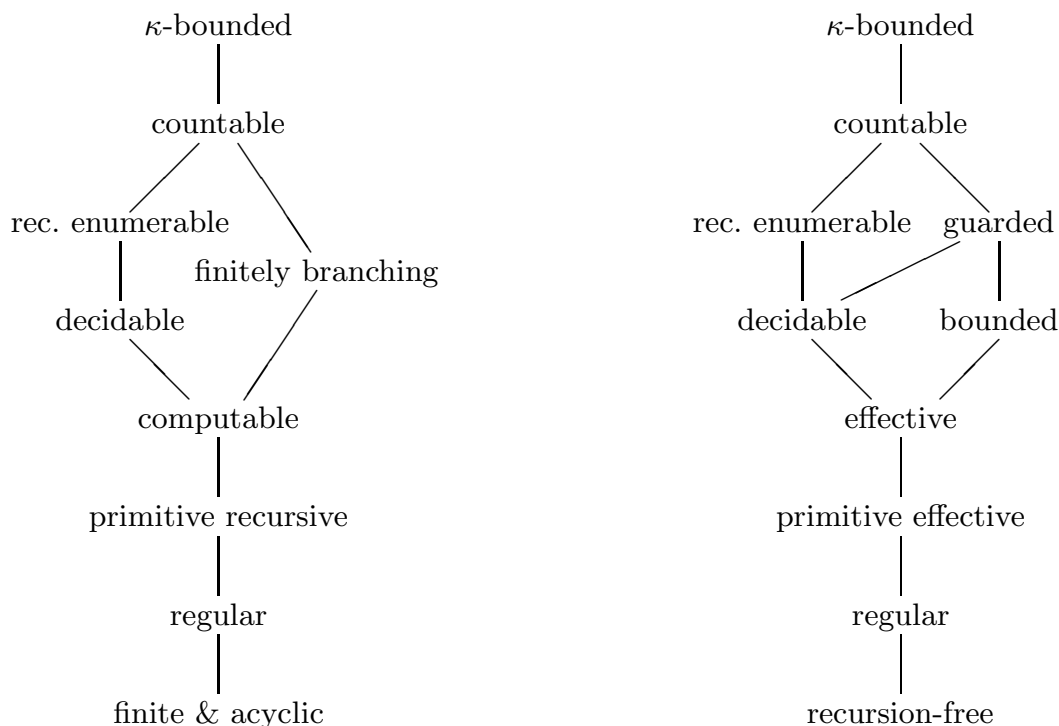 κ-bounded
countable
rec. enumerable
finitely branching
decidable
computable
primitive recursive
regular
finite & acyclic
κ-bounded
countable
rec. enumerable guarded
decidable bounded
effective
primitive effective
regular
recursion-free